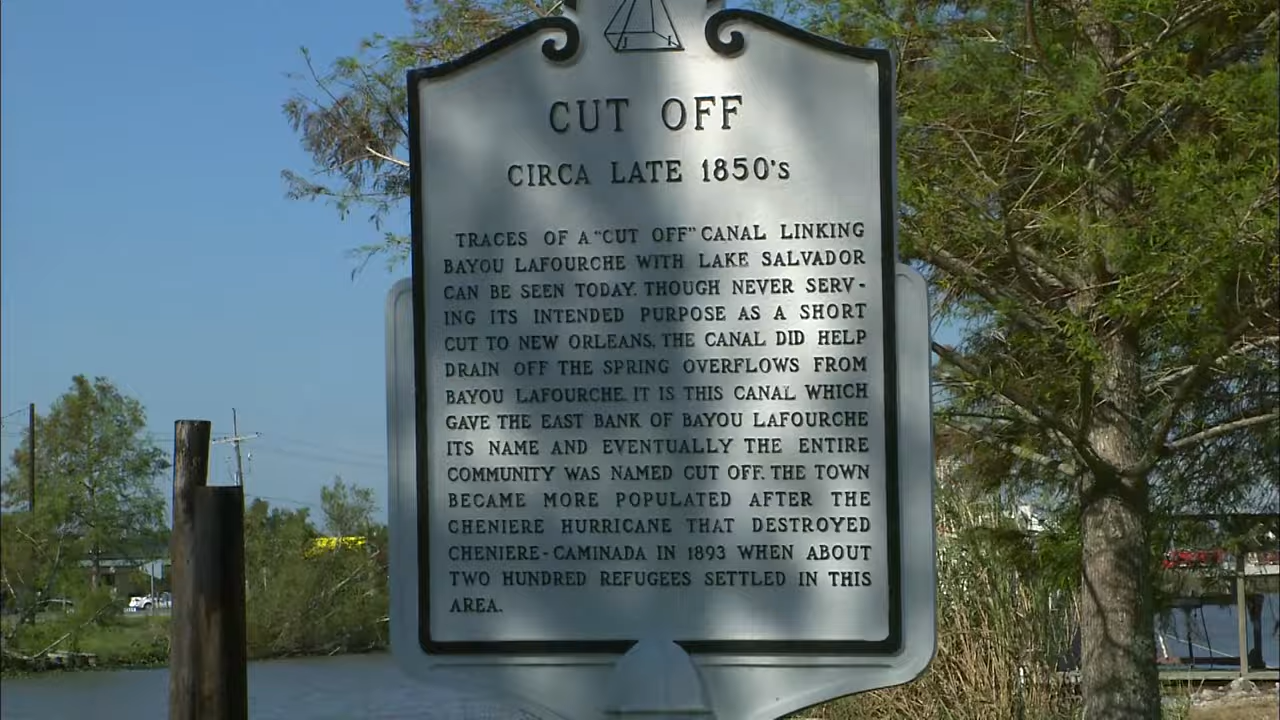 CUT OFF
CIRCA LATE 1850's
TRACES OF A "CUT OFF" CANAL LINKING
BAYOU LAFOURCHE WITH LAKE SALVADOR
CAN BE SEEN TODAY. THOUGH NEVER SERV-
ING ITS INTENDED PURPOSE AS A SHORT
CUT TO NEW ORLEANS, THE CANAL DID HELP
DRAIN OFF THE SPRING OVERFLOWS FROM
BAYOU LAFOURCHE. IT IS THIS CANAL WHICH
GAVE THE EAST BANK OF BAYOU LAFOURCHE
ITS NAME AND EVENTUALLY THE ENTIRE
COMMUNITY WAS NAMED CUT OFF. THE TOWN
BECAME MORE POPULATED AFTER THE
CHENIERE HURRICANE THAT DESTROYED
CHENIERE-CAMINADA IN 1893 WHEN ABOUT
TWO HUNDRED REFUGEES SETTLED IN THIS
AREA.